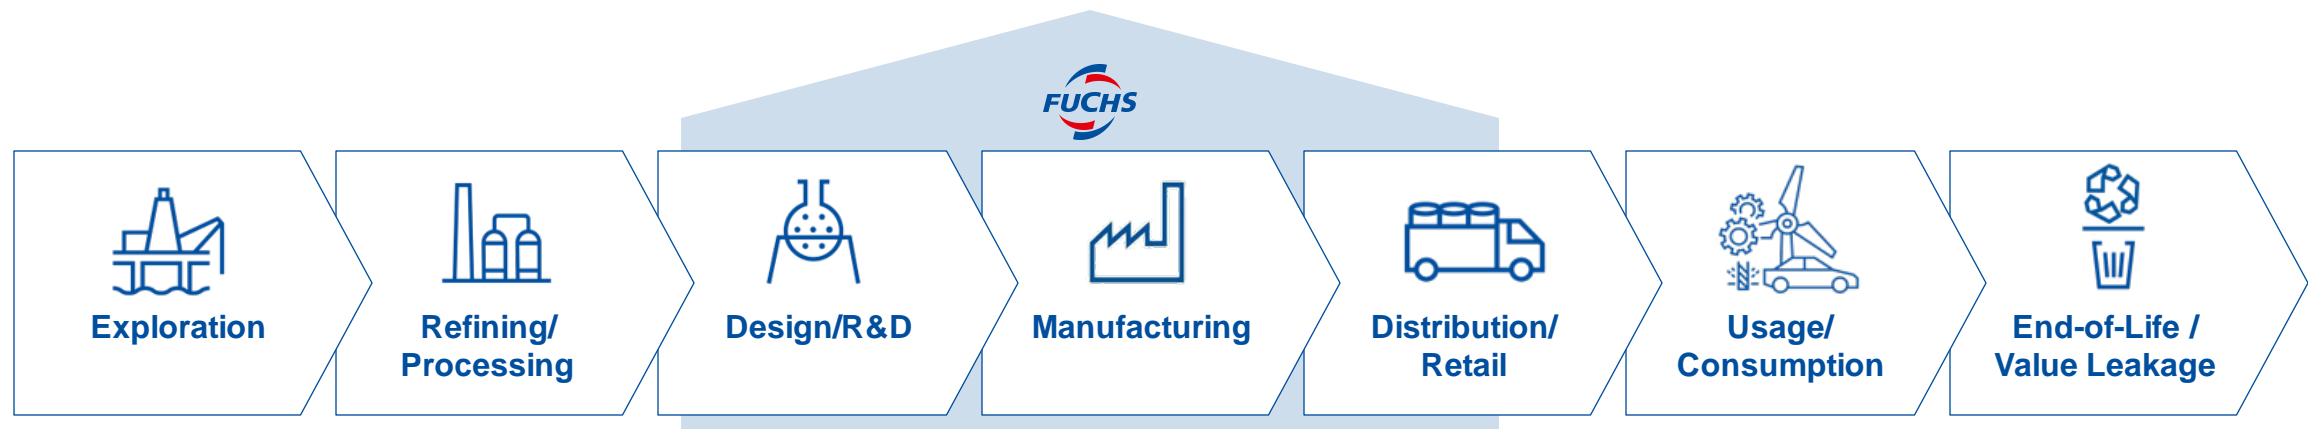 FUCHS
Exploration
Refining/
Processing
Design/R&D
Manufacturing
Distribution/
Retail
Usage/
Consumption
End-of-Life /
Value Leakage